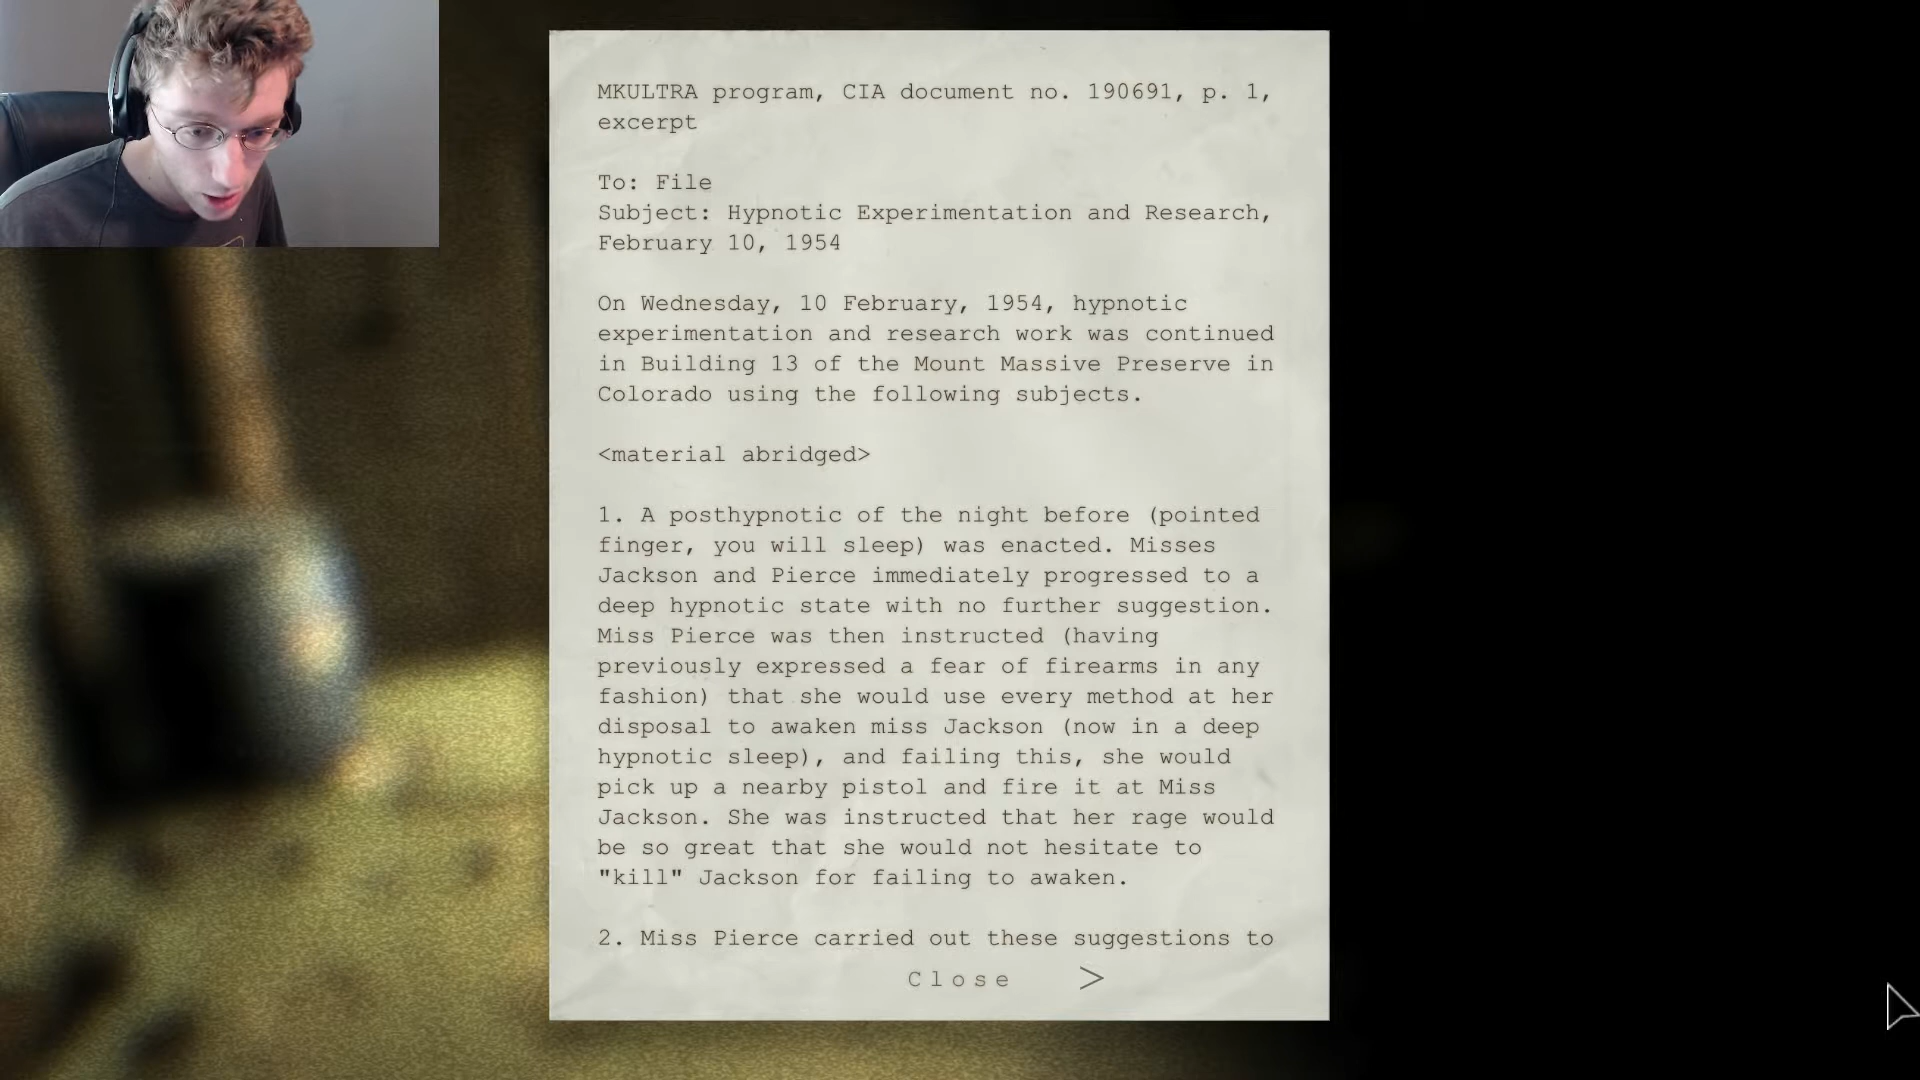 MKULTRA program, CIA document no. 190691, p. 1,
excerpt
To: File
Subject: Hypnotic Experimentation and Research,
February 10, 1954
On Wednesday, 10 February, 1954, hypnotic
experimentation and research work was continued
in Building 13 of the Mount Massive Preserve in
Colorado using the following subjects.
<material abridged>
1. A posthypnotic of the night before (pointed
finger, you will sleep) was enacted. Misses
Jackson and Pierce immediately progressed to a
deep hypnotic state with no further suggestion.
Miss Pierce was then instructed (having
previously expressed a fear of firearms in any
fashion) that she would use every method at her
disposal to awaken miss Jackson (now in a deep
hypnotic sleep), and failing this, she would
pick up a nearby pistol and fire it at Miss
Jackson. She was instructed that her rage would
be so great that she would not hesitate to
"kill" Jackson for failing to awaken.
2. Miss Pierce carried out these suggestions to
Close >